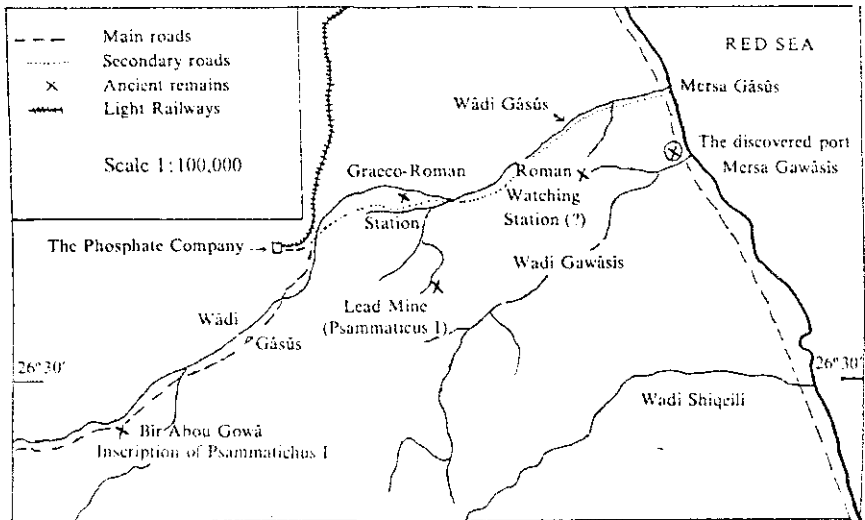 Main roads
Secondary roads
Ancient remains
Light Railways
Scale 1:100,000
RED SEA
Mersa Gâsûs
Wâdi Gâsûs
The discovered port
Mersa Gawâsis
Graeco-Roman
Station
Roman
Watching
Station (?)
The Phosphate Company
Wadi Gawâsis
Lead Mine
(Psammaticus I)
Wâdi
Gâsûs
26°30'
26°30'
Wadi Shiqeili
Bir Abou Gowâ
Inscription of Psammatichus I